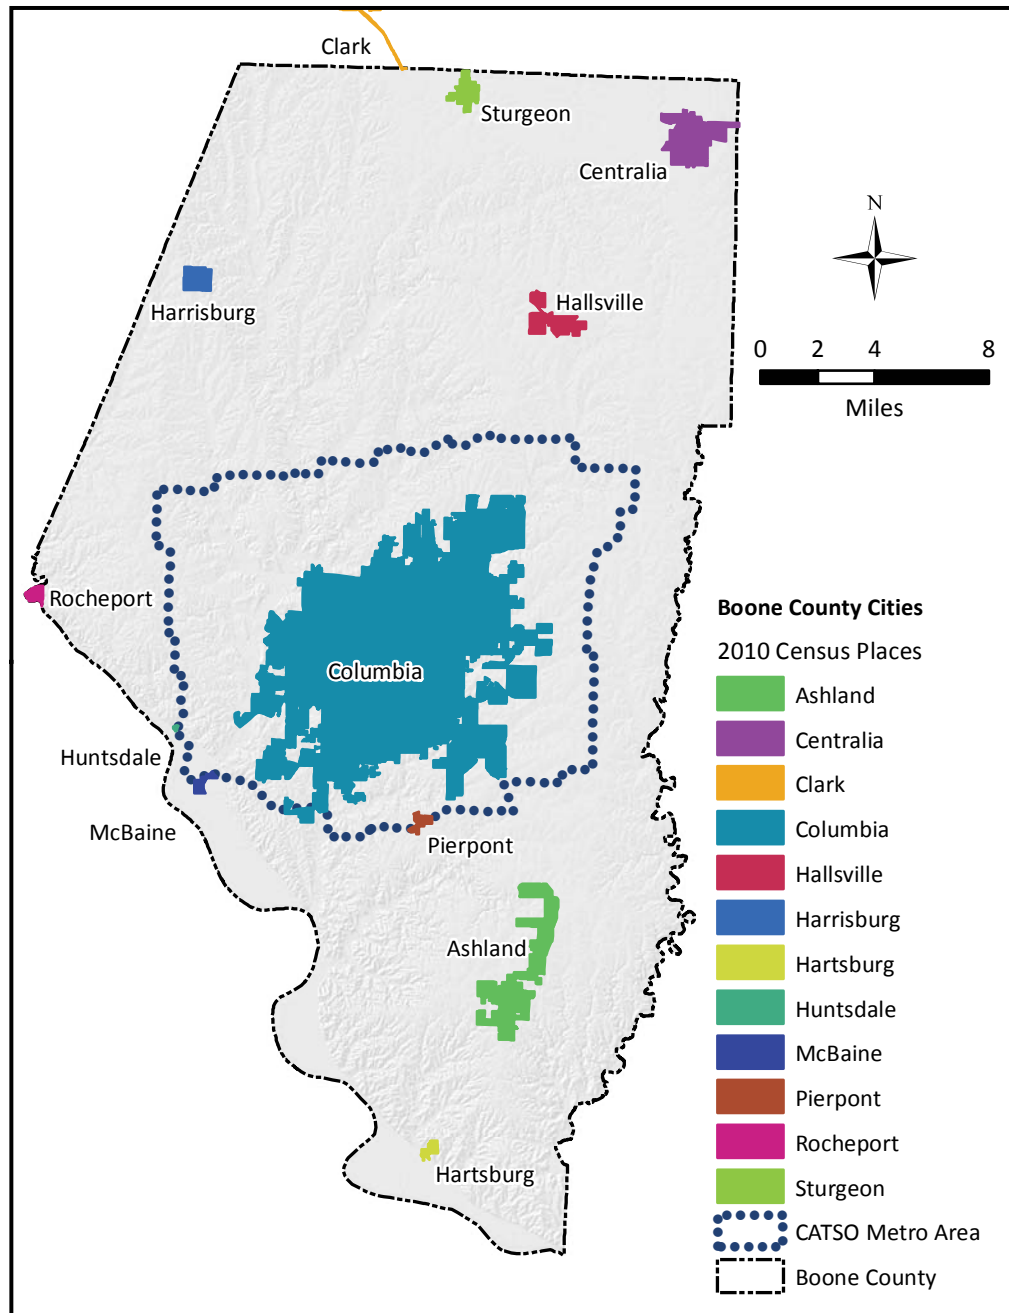 Clark
Sturgeon
Centralia
N
Harrisburg
Hallsville
0 2 4 8
Miles
Rocheport
Columbia
Huntsdale
McBaine
Pierpont
Ashland
Hartsburg
Boone County Cities
2010 Census Places
Ashland
Centralia
Clark
Columbia
Hallsville
Harrisburg
Hartsburg
Huntsdale
McBaine
Pierpont
Rocheport
Sturgeon
CATSO Metro Area
Boone County